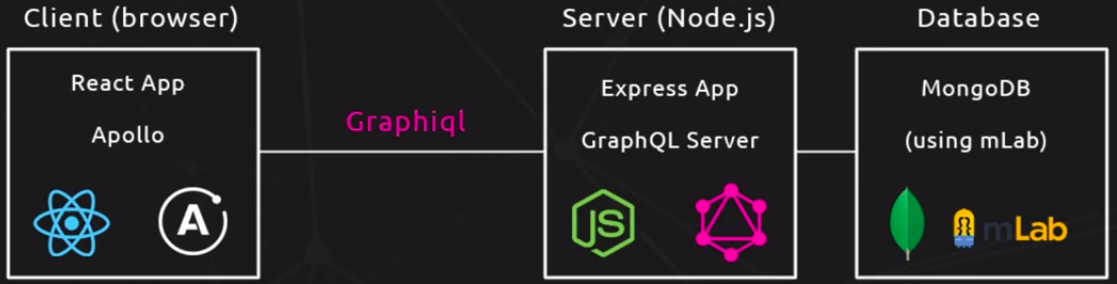 Client (browser)
React App
Apollo
A
Graphiql
Server (Node.js)
Express App
GraphQL Server
JS
Database
MongoDB
(using mLab)
mLab